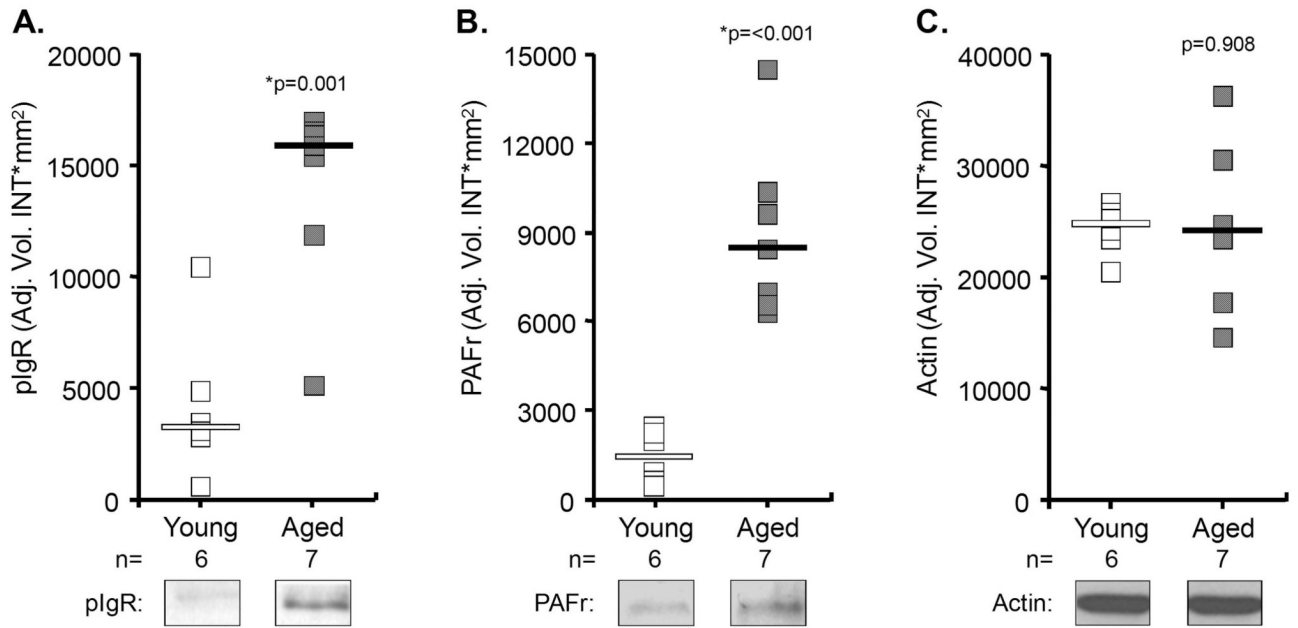 A.
pIgR (Adj. Vol. INT*mm²)
20000
15000
10000
5000
0
*p=0.001
Young Aged
n= 6 7
pIgR:
B.
PAFr (Adj. Vol. INT*mm²)
15000
12000
9000
6000
3000
0
*p=<0.001
Young Aged
n= 6 7
PAFr:
C.
Actin (Adj. Vol. INT*mm²)
40000
30000
20000
10000
0
p=0.908
Young Aged
n= 6 7
Actin: